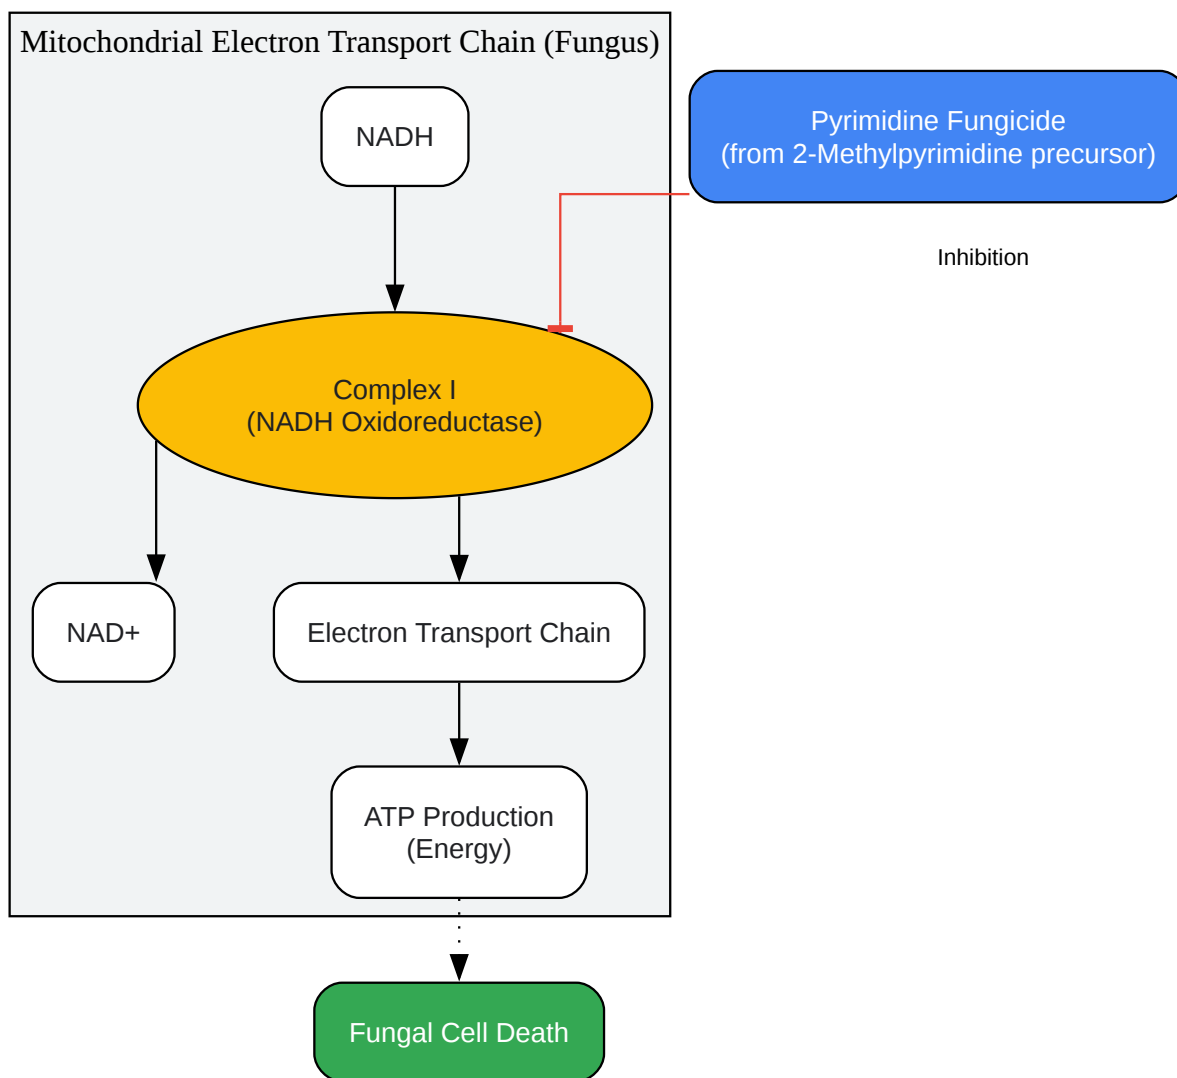 Mitochondrial Electron Transport Chain (Fungus)
NADH
Pyrimidine Fungicide
(from 2-Methylpyrimidine precursor)
Inhibition
Complex I
(NADH Oxidoreductase)
NAD+
Electron Transport Chain
ATP Production
(Energy)
Fungal Cell Death